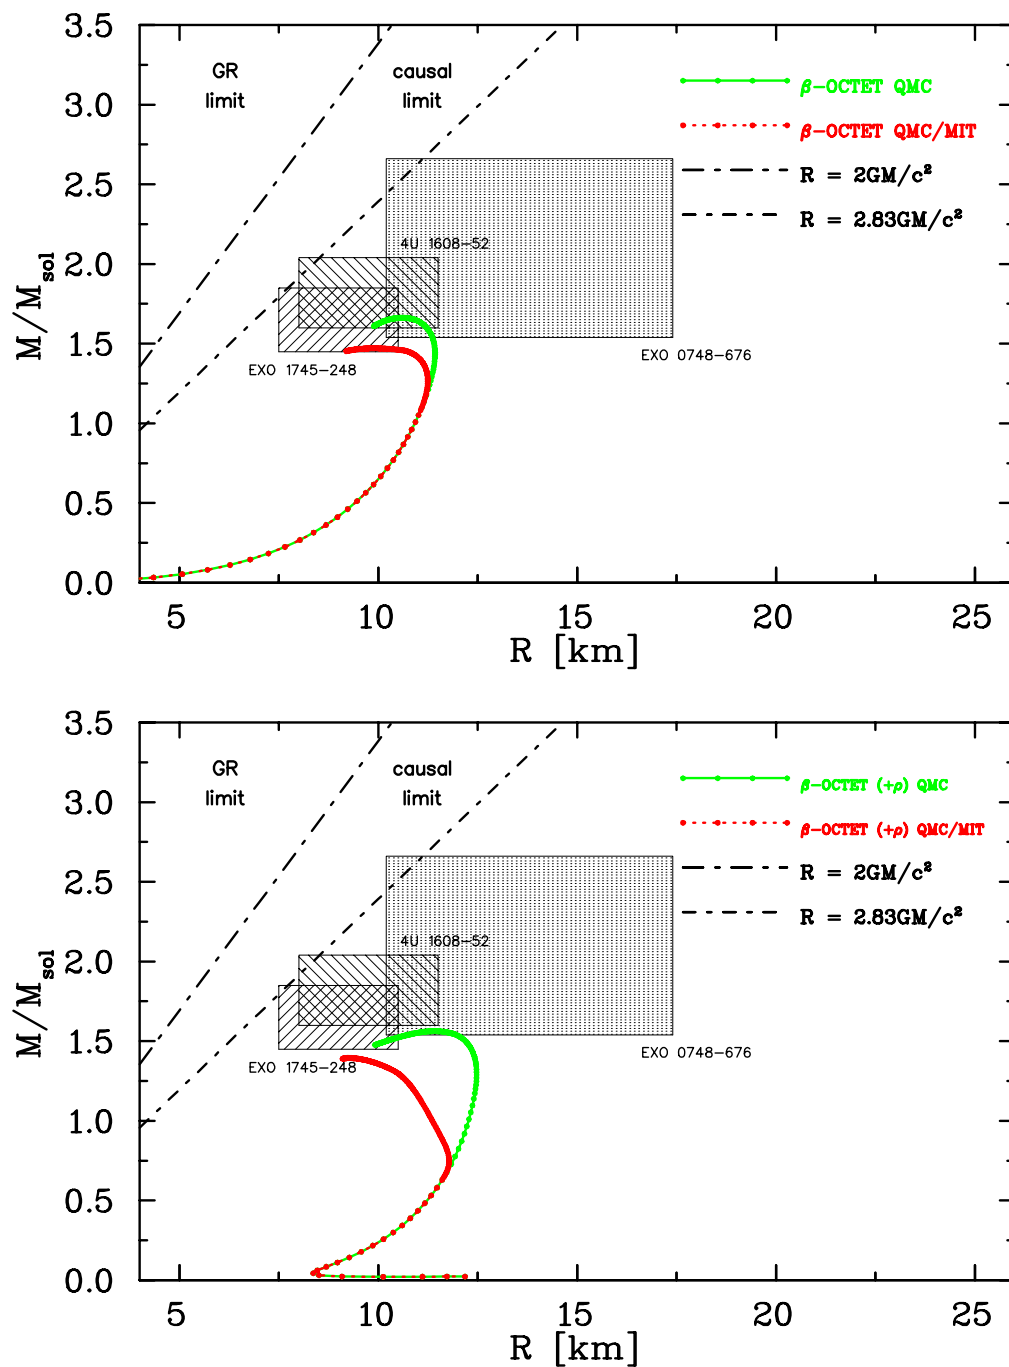 3.5
3.0
2.5
2.0
1.5
1.0
0.5
0.0
M/M_sol
GR
limit
causal
limit
β-OCTET QMC
β-OCTET QMC/MIT
R = 2GM/c²
R = 2.83GM/c²
4U 1608-52
EXO 0748-676
EXO 1745-248
5 10 15 20 25
R [km]
3.5
3.0
2.5
2.0
1.5
1.0
0.5
0.0
M/M_sol
GR
limit
causal
limit
β-OCTET (+ρ) QMC
β-OCTET (+ρ) QMC/MIT
R = 2GM/c²
R = 2.83GM/c²
4U 1608-52
EXO 0748-676
EXO 1745-248
5 10 15 20 25
R [km]